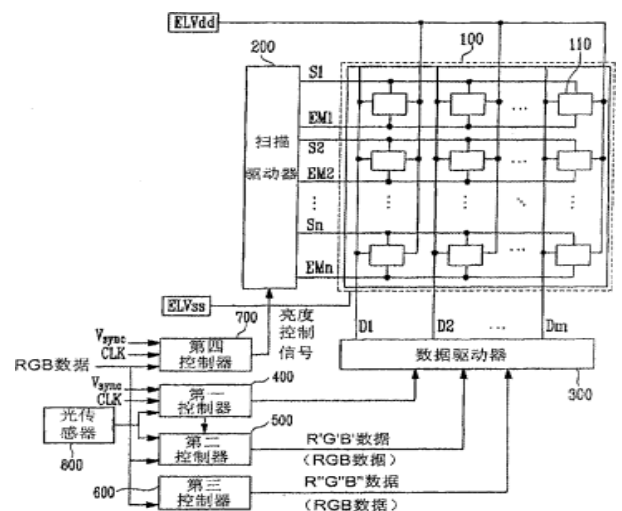 ELVdd
100
200
110
S1
EM1
扫描
驱动器
S2
EM2
Sn
EMn
ELVss
亮度
控制
信号
700
D1
D2
Dm
Vsync
CLK
RGB数据
第四
控制器
数据驱动器
300
Vsync
CLK
400
第一
控制器
光传
感器
800
500
第二
控制器
R'G'B'数据
(RGB数据)
600
第三
控制器
R"G"B"数据
(RGB数据)